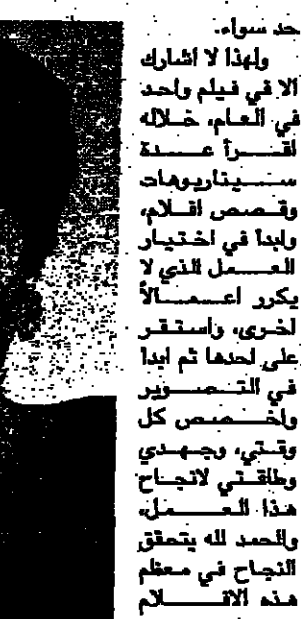 حد سواء.
ولهذا لا اشارك
الا في فيلم واحد
في العام، خلاله
اقرأ عدة
سيناريوهات
وقصص افلام،
وابدأ في اختيار
العمل الذي لا
يكرر اعمالاً
اخرى، واستقر
على احدها ثم ابدا
في التصوير
واخصص كل
وقتي، وجهدي
وطاقتي لانجاح
هذا العمل،
والحمد لله يتحقق
النجاح في معظم
هذه الافلام